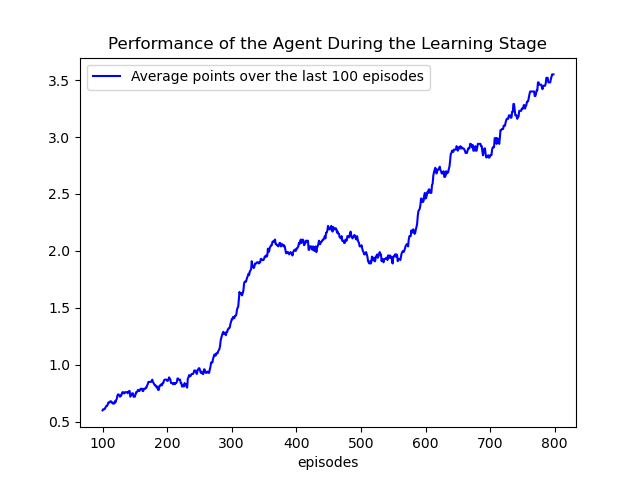 Performance of the Agent During the Learning Stage
Average points over the last 100 episodes
3.5
3.0
2.5
2.0
1.5
1.0
0.5
100 200 300 400 500 600 700 800
episodes